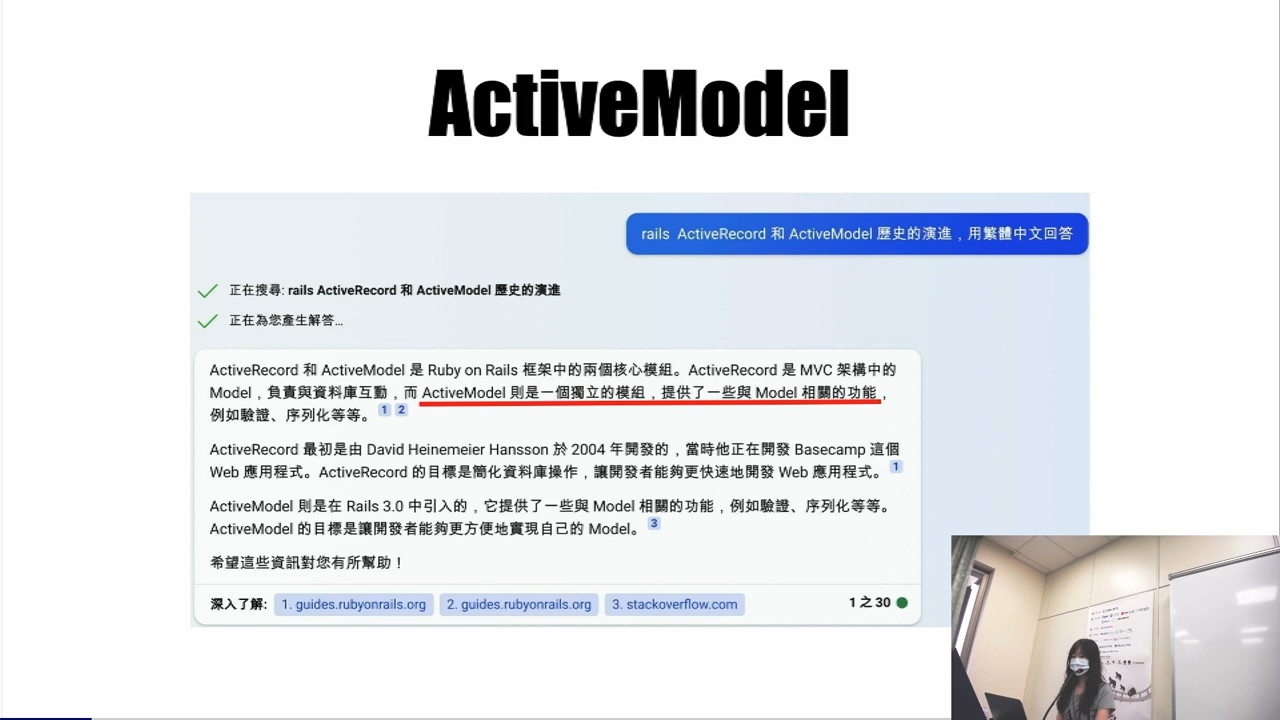 ActiveModel
rails ActiveRecord 和 ActiveModel 歷史的演進，用繁體中文回答
正在搜尋: rails ActiveRecord 和 ActiveModel 歷史的演進
正在為您產生解答...
ActiveRecord 和 ActiveModel 是 Ruby on Rails 框架中的兩個核心模組。ActiveRecord 是 MVC 架構中的
Model，負責與資料庫互動，而 ActiveModel 則是一個獨立的模組，提供了一些與 Model 相關的功能，
例如驗證、序列化等等。 1 2
ActiveRecord 最初是由 David Heinemeier Hansson 於 2004 年開發的，當時他正在開發 Basecamp 這個
Web 應用程式。ActiveRecord 的目標是簡化資料庫操作，讓開發者能夠更快速地開發 Web 應用程式。 1
ActiveModel 則是在 Rails 3.0 中引入的，它提供了一些與 Model 相關的功能，例如驗證、序列化等等。
ActiveModel 的目標是讓開發者能夠更方便地實現自己的 Model。 3
希望這些資訊對您有所幫助！
深入了解: 1. guides.rubyonrails.org 2. guides.rubyonrails.org 3. stackoverflow.com 1 之 30